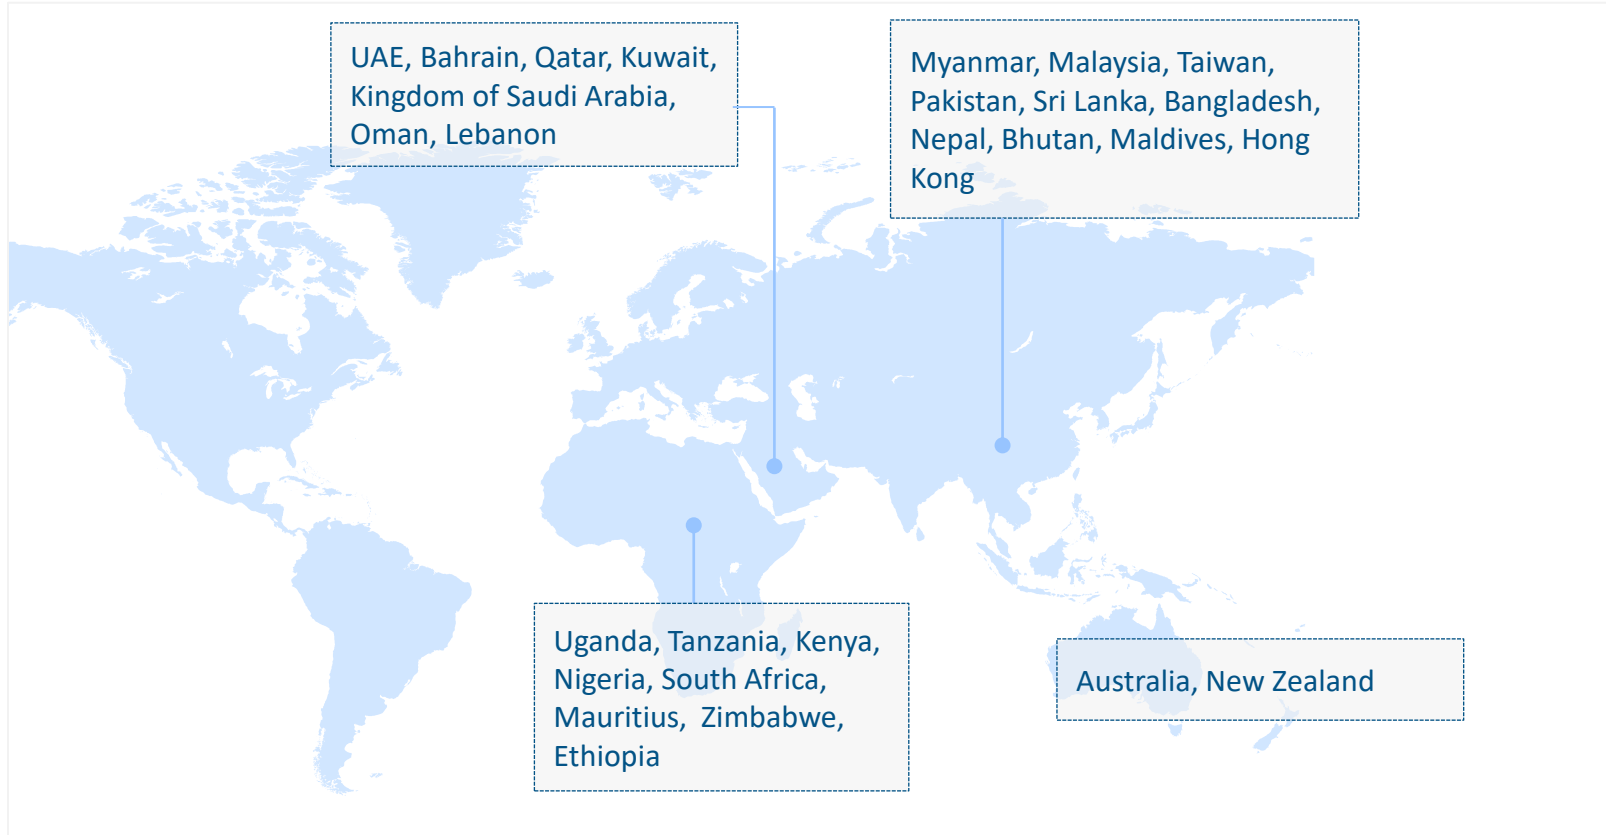 UAE, Bahrain, Qatar, Kuwait,
Kingdom of Saudi Arabia,
Oman, Lebanon
Myanmar, Malaysia, Taiwan,
Pakistan, Sri Lanka, Bangladesh,
Nepal, Bhutan, Maldives, Hong
Kong
Uganda, Tanzania, Kenya,
Nigeria, South Africa,
Mauritius,  Zimbabwe,
Ethiopia
Australia, New Zealand